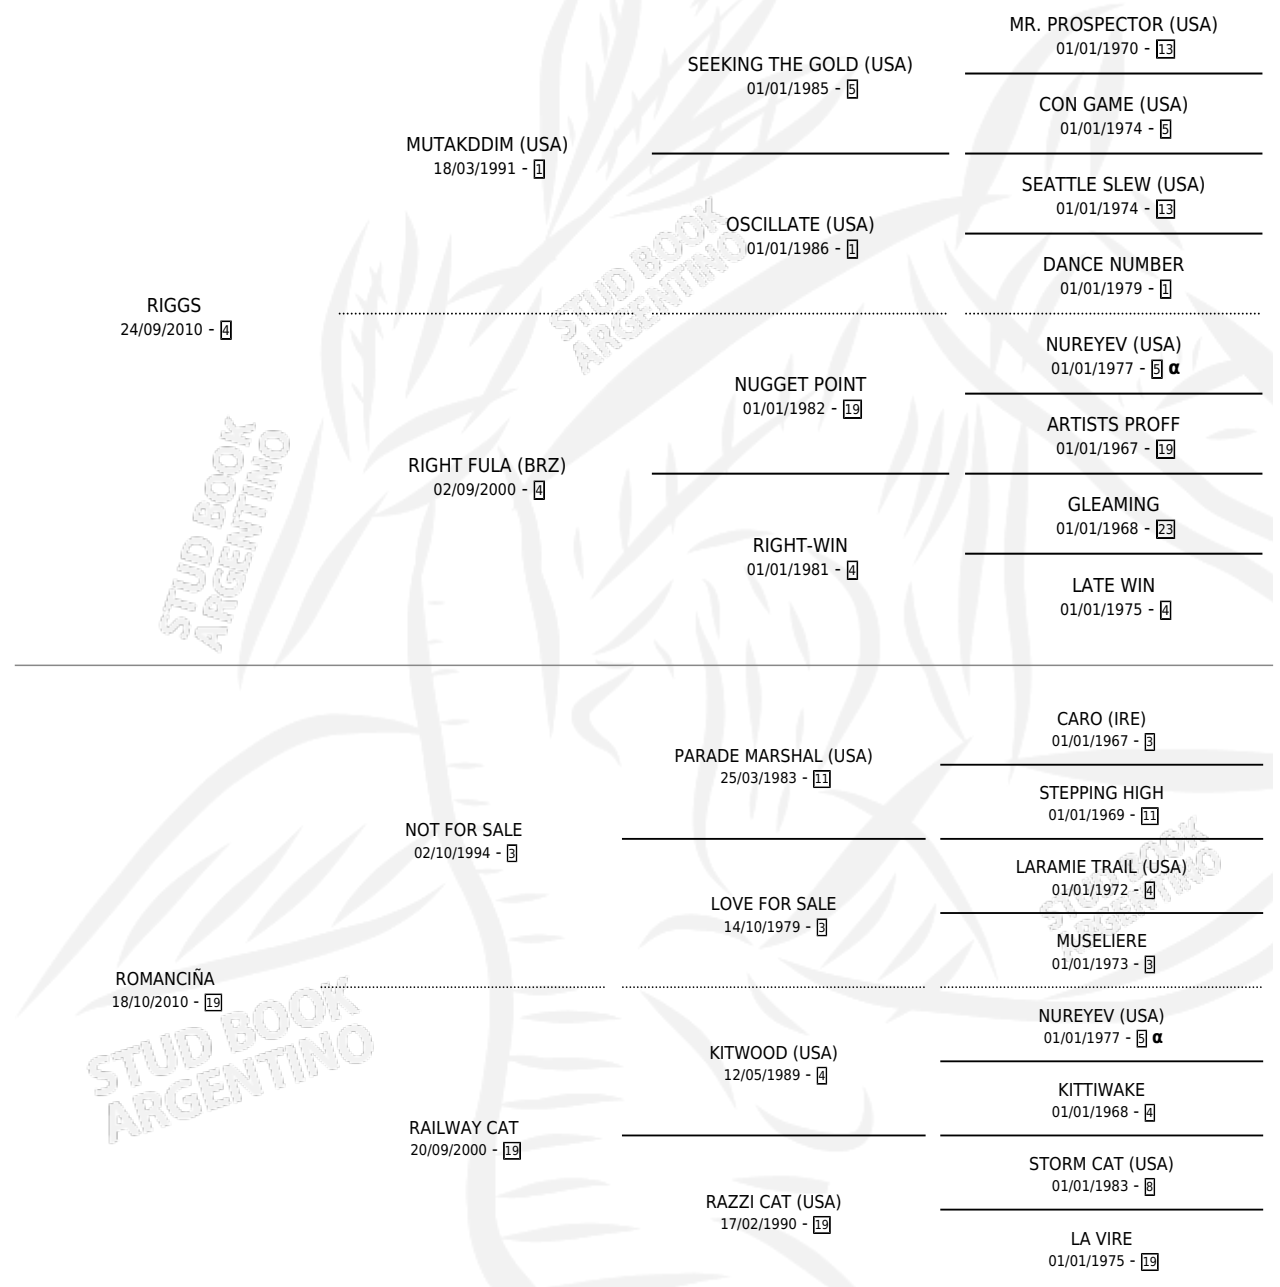 MR. PROSPECTOR (USA)
01/01/1970 - 13
SEEKING THE GOLD (USA)
01/01/1985 - 5
CON GAME (USA)
01/01/1974 - 5
MUTAKDDIM (USA)
18/03/1991 - 1
SEATTLE SLEW (USA)
01/01/1974 - 13
OSCILLATE (USA)
01/01/1986 - 1
DANCE NUMBER
01/01/1979 - 1
RIGGS
24/09/2010 - 4
NUREYEV (USA)
01/01/1977 - 5 α
NUGGET POINT
01/01/1982 - 19
ARTISTS PROFF
01/01/1967 - 19
RIGHT FULA (BRZ)
02/09/2000 - 4
GLEAMING
01/01/1968 - 23
RIGHT-WIN
01/01/1981 - 4
LATE WIN
01/01/1975 - 4
CARO (IRE)
01/01/1967 - 3
PARADE MARSHAL (USA)
25/03/1983 - 11
STEPPING HIGH
01/01/1969 - 11
NOT FOR SALE
02/10/1994 - 3
LARAMIE TRAIL (USA)
01/01/1972 - 4
LOVE FOR SALE
14/10/1979 - 3
MUSELIERE
01/01/1973 - 3
ROMANCIÑA
18/10/2010 - 19
NUREYEV (USA)
01/01/1977 - 5 α
KITWOOD (USA)
12/05/1989 - 4
KITTIWAKE
01/01/1968 - 4
RAILWAY CAT
20/09/2000 - 19
STORM CAT (USA)
01/01/1983 - 8
RAZZI CAT (USA)
17/02/1990 - 19
LA VIRE
01/01/1975 - 19
STUD BOOK
ARGENTINO
STUD BOOK
ARGENTINO
STUD BOOK
ARGENTINO
STUD BOOK
ARGENTINO